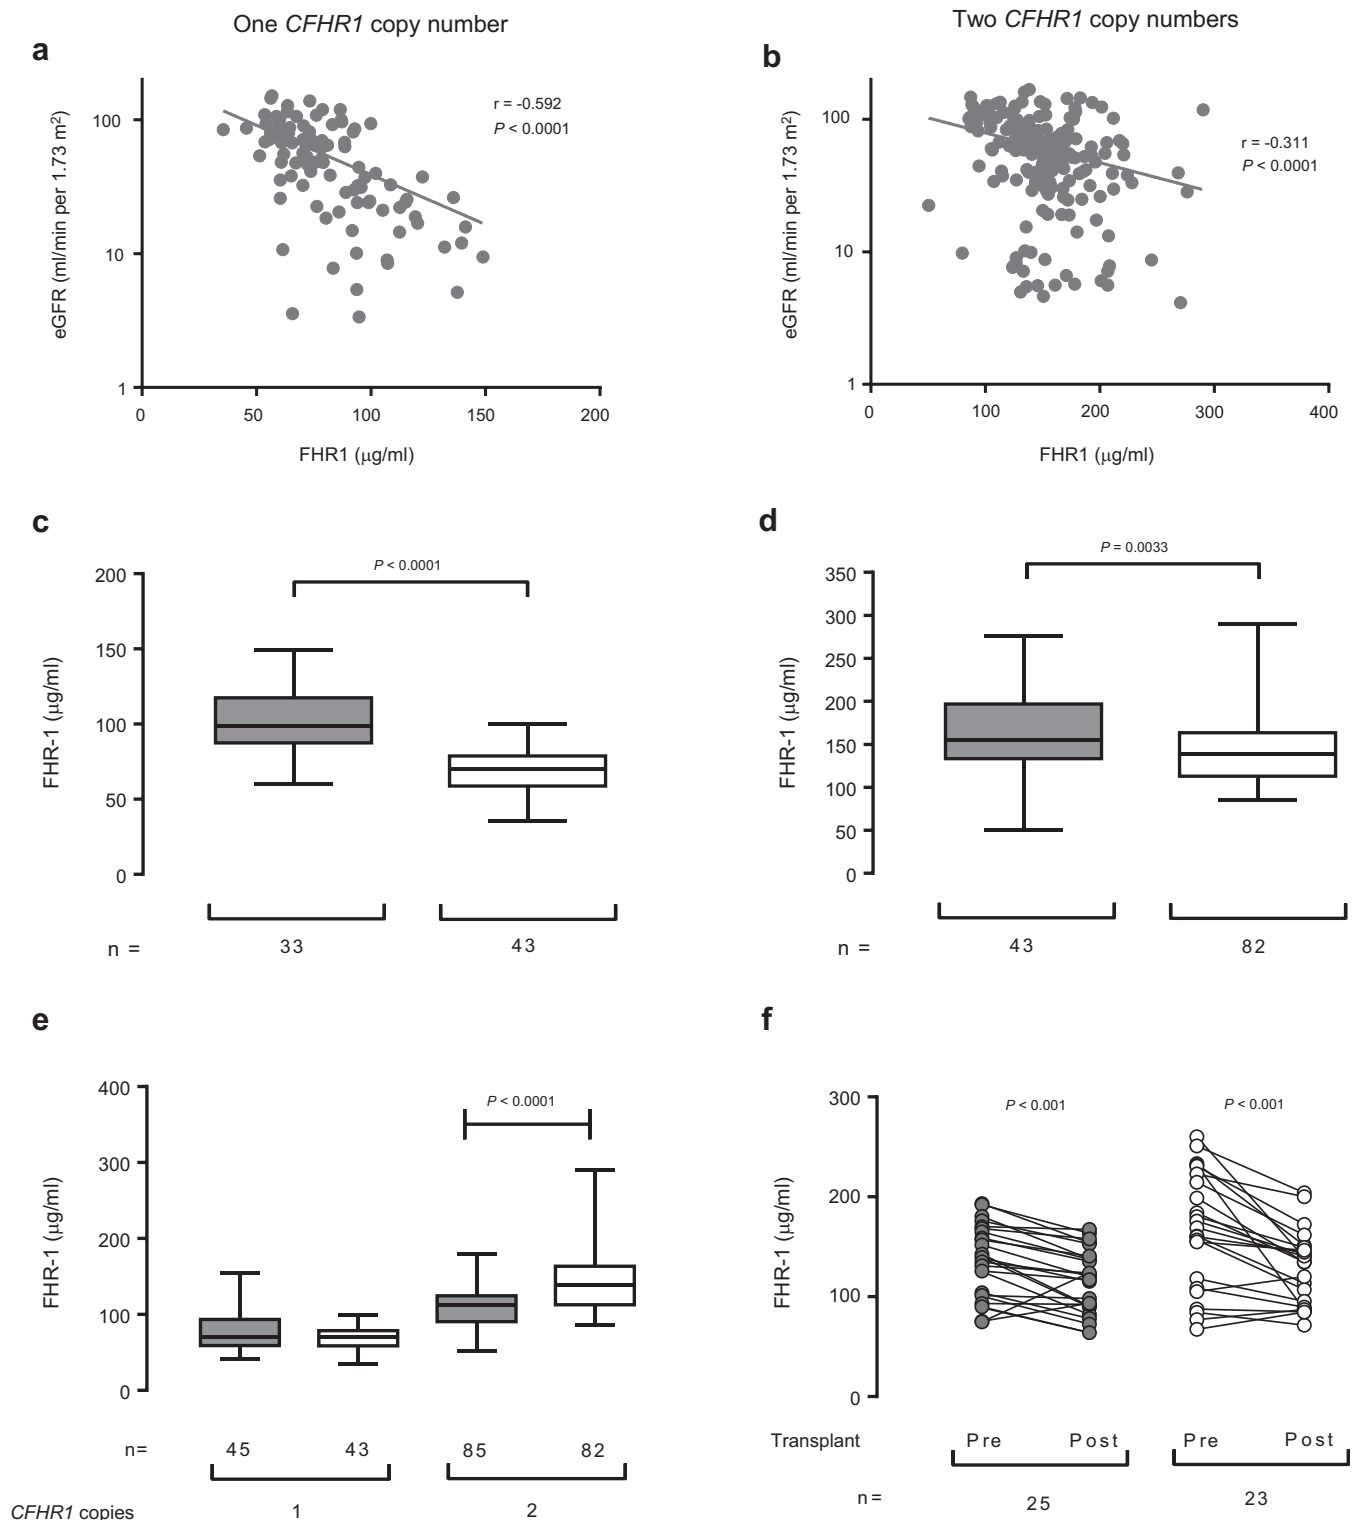 One CFHR1 copy number
Two CFHR1 copy numbers
a
eGFR (ml/min per 1.73 m²)
100
10
1
r = -0.592
P < 0.0001
0 50 100 150 200
FHR1 (μg/ml)
b
eGFR (ml/min per 1.73 m²)
100
10
1
r = -0.311
P < 0.0001
0 100 200 300 400
FHR1 (μg/ml)
c
P < 0.0001
FHR-1 (μg/ml)
200
150
100
50
0
n = 33 43
d
P = 0.0033
FHR-1 (μg/ml)
350
300
250
200
150
100
50
0
n = 43 82
e
P < 0.0001
FHR-1 (μg/ml)
400
300
200
100
0
n= 45 43 85 82
CFHR1 copies 1 2
f
P < 0.001 P < 0.001
FHR-1 (μg/ml)
300
200
100
0
Transplant Pre Post Pre Post
n= 25 23